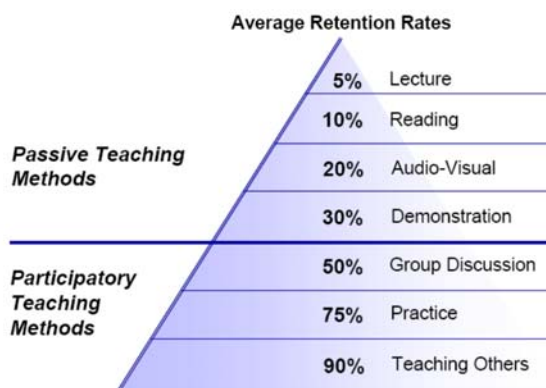 Average Retention Rates
5% Lecture
10% Reading
Passive Teaching
Methods
20% Audio-Visual
30% Demonstration
Participatory
Teaching
Methods
50% Group Discussion
75% Practice
90% Teaching Others